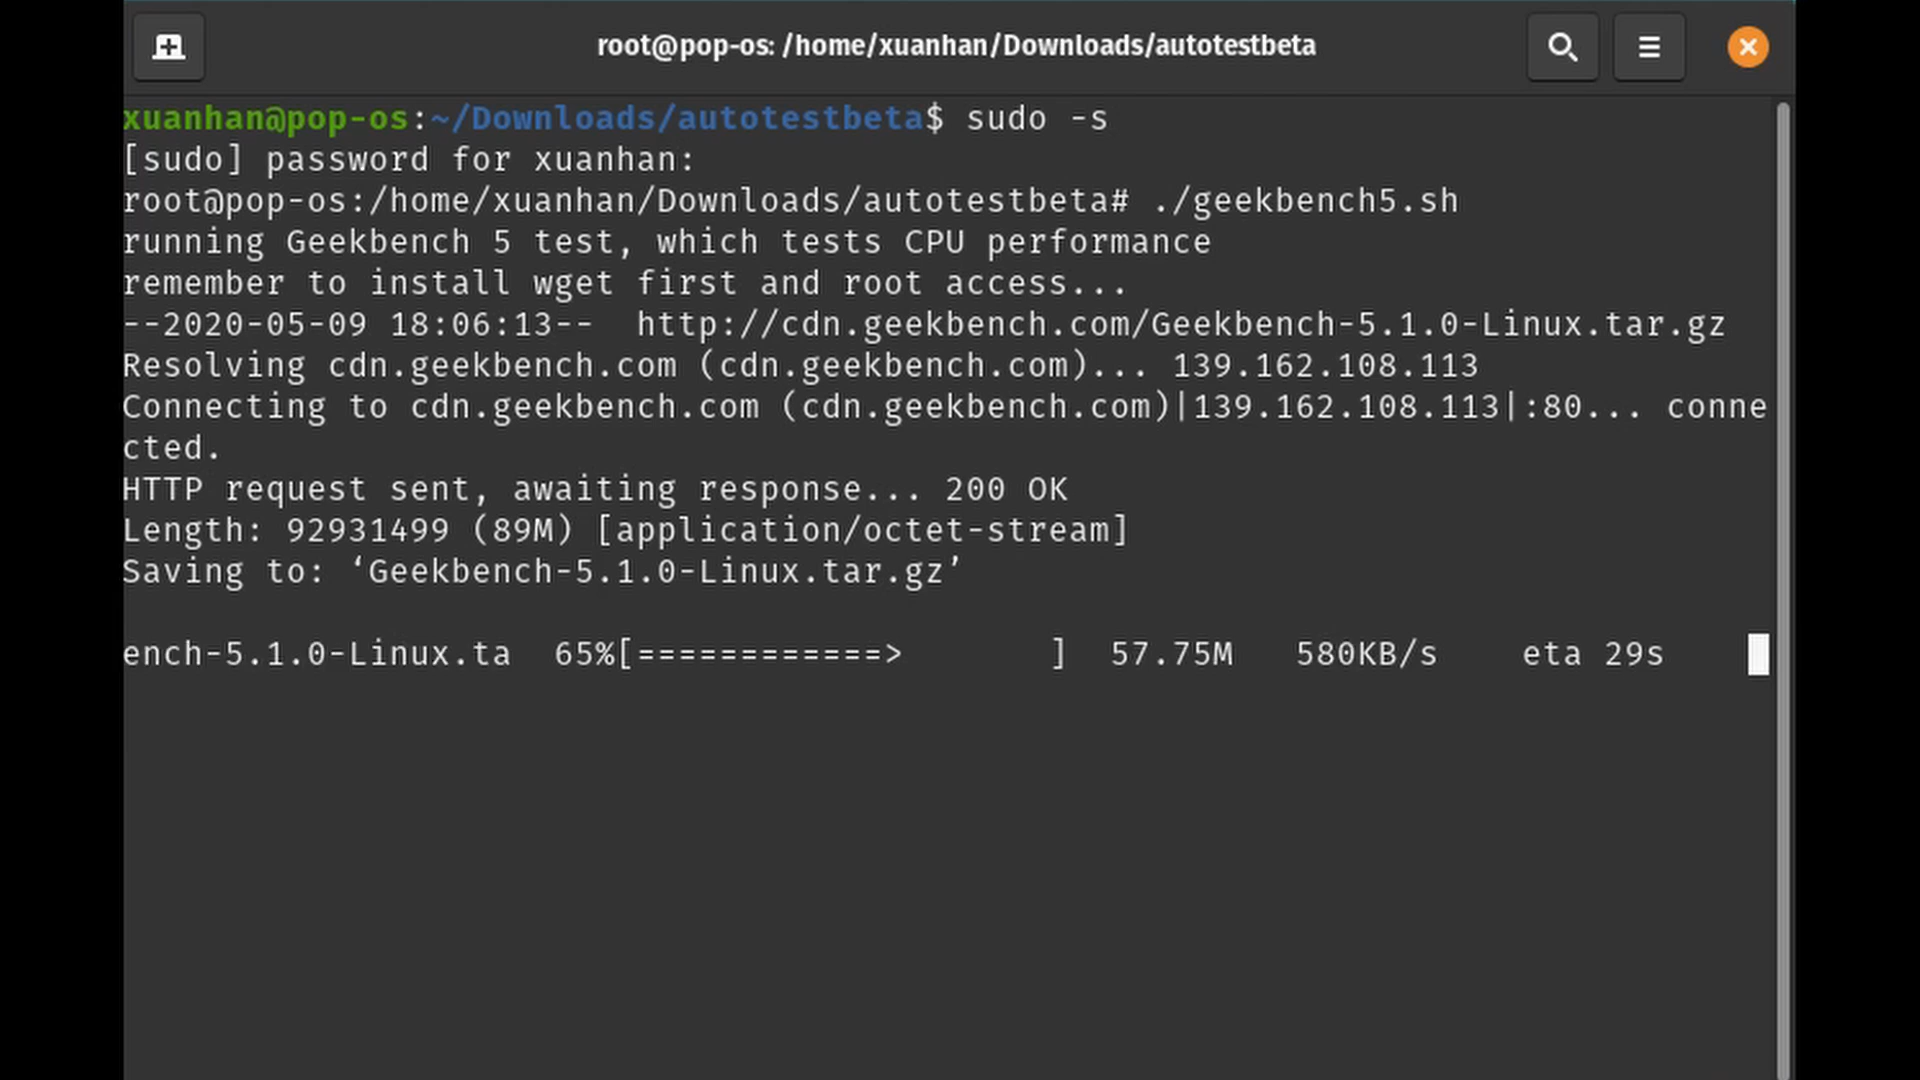 root@pop-os: /home/xuanhan/Downloads/autotestbeta
xuanhan@pop-os:~/Downloads/autotestbeta$ sudo -s
[sudo] password for xuanhan:
root@pop-os:/home/xuanhan/Downloads/autotestbeta# ./geekbench5.sh
running Geekbench 5 test, which tests CPU performance
remember to install wget first and root access...
--2020-05-09 18:06:13--  http://cdn.geekbench.com/Geekbench-5.1.0-Linux.tar.gz
Resolving cdn.geekbench.com (cdn.geekbench.com)... 139.162.108.113
Connecting to cdn.geekbench.com (cdn.geekbench.com)|139.162.108.113|:80... conne
cted.
HTTP request sent, awaiting response... 200 OK
Length: 92931499 (89M) [application/octet-stream]
Saving to: ‘Geekbench-5.1.0-Linux.tar.gz’
ench-5.1.0-Linux.ta  65%[============>       ]  57.75M   580KB/s    eta 29s